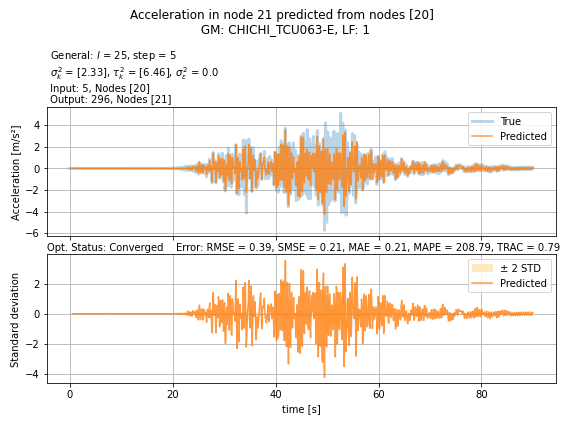 Acceleration in node 21 predicted from nodes [20]
GM: CHICHI_TCU063-E, LF: 1
General: l = 25, step = 5
σ²ₖ = [2.33], τ²ₖ = [6.46], σ²ε = 0.0
Input: 5, Nodes [20]
Output: 296, Nodes [21]
Acceleration [m/s²]
4
2
0
−2
−4
−6
True
Predicted
Opt. Status: Converged Error: RMSE = 0.39, SMSE = 0.21, MAE = 0.21, MAPE = 208.79, TRAC = 0.79
Standard deviation
2
0
−2
−4
± 2 STD
Predicted
0 20 40 60 80
time [s]